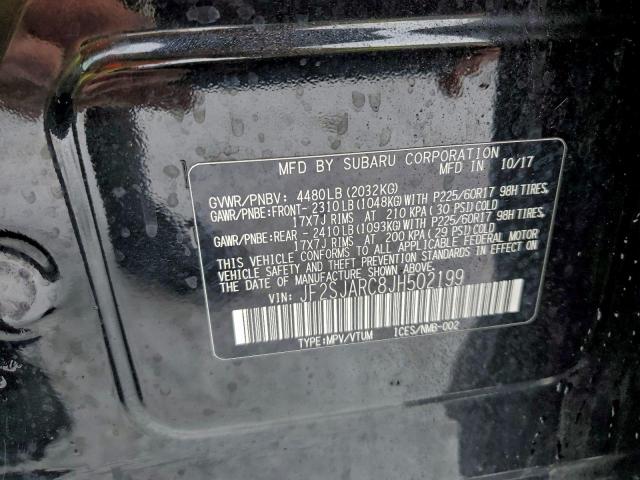 MFD BY SUBARU CORPORATION
MFD IN 10/17
GVWR/PNBV: 4480LB(2032KG)
GAWR/PNBE:FRONT-2310LB(1048KG)WITH P225/60R17 98H TIRES,
17X7J RIMS AT 210 KPA(30 PSI)COLD
GAWR/PNBE:REAR -2410LB(1093KG)WITH P225/60R17 98H TIRES,
17X7J RIMS AT 200 KPA(29 PSI)COLD
THIS VEHICLE CONFORMS TO ALL APPLICABLE FEDERAL MOTOR
VEHICLE SAFETY AND THEFT PREVENTION STANDARDS IN EFFECT ON
THE DATE OF MANUFACTURE SHOWN ABOVE.
VIN: JF2SJARC8JH502199
TYPE:MPV/VTUM ICES/NMB-002